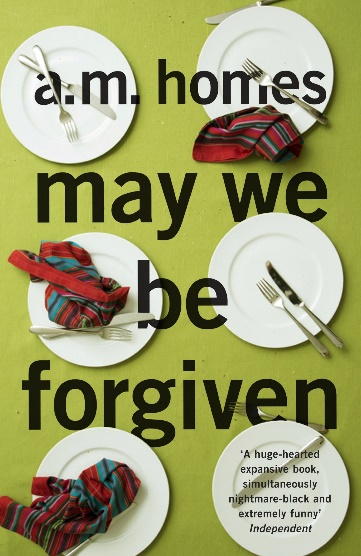 a.m. homes
may we
be
forgiven
‘A huge-hearted
expansive book,
simultaneously
nightmare-black and
extremely funny’
Independent